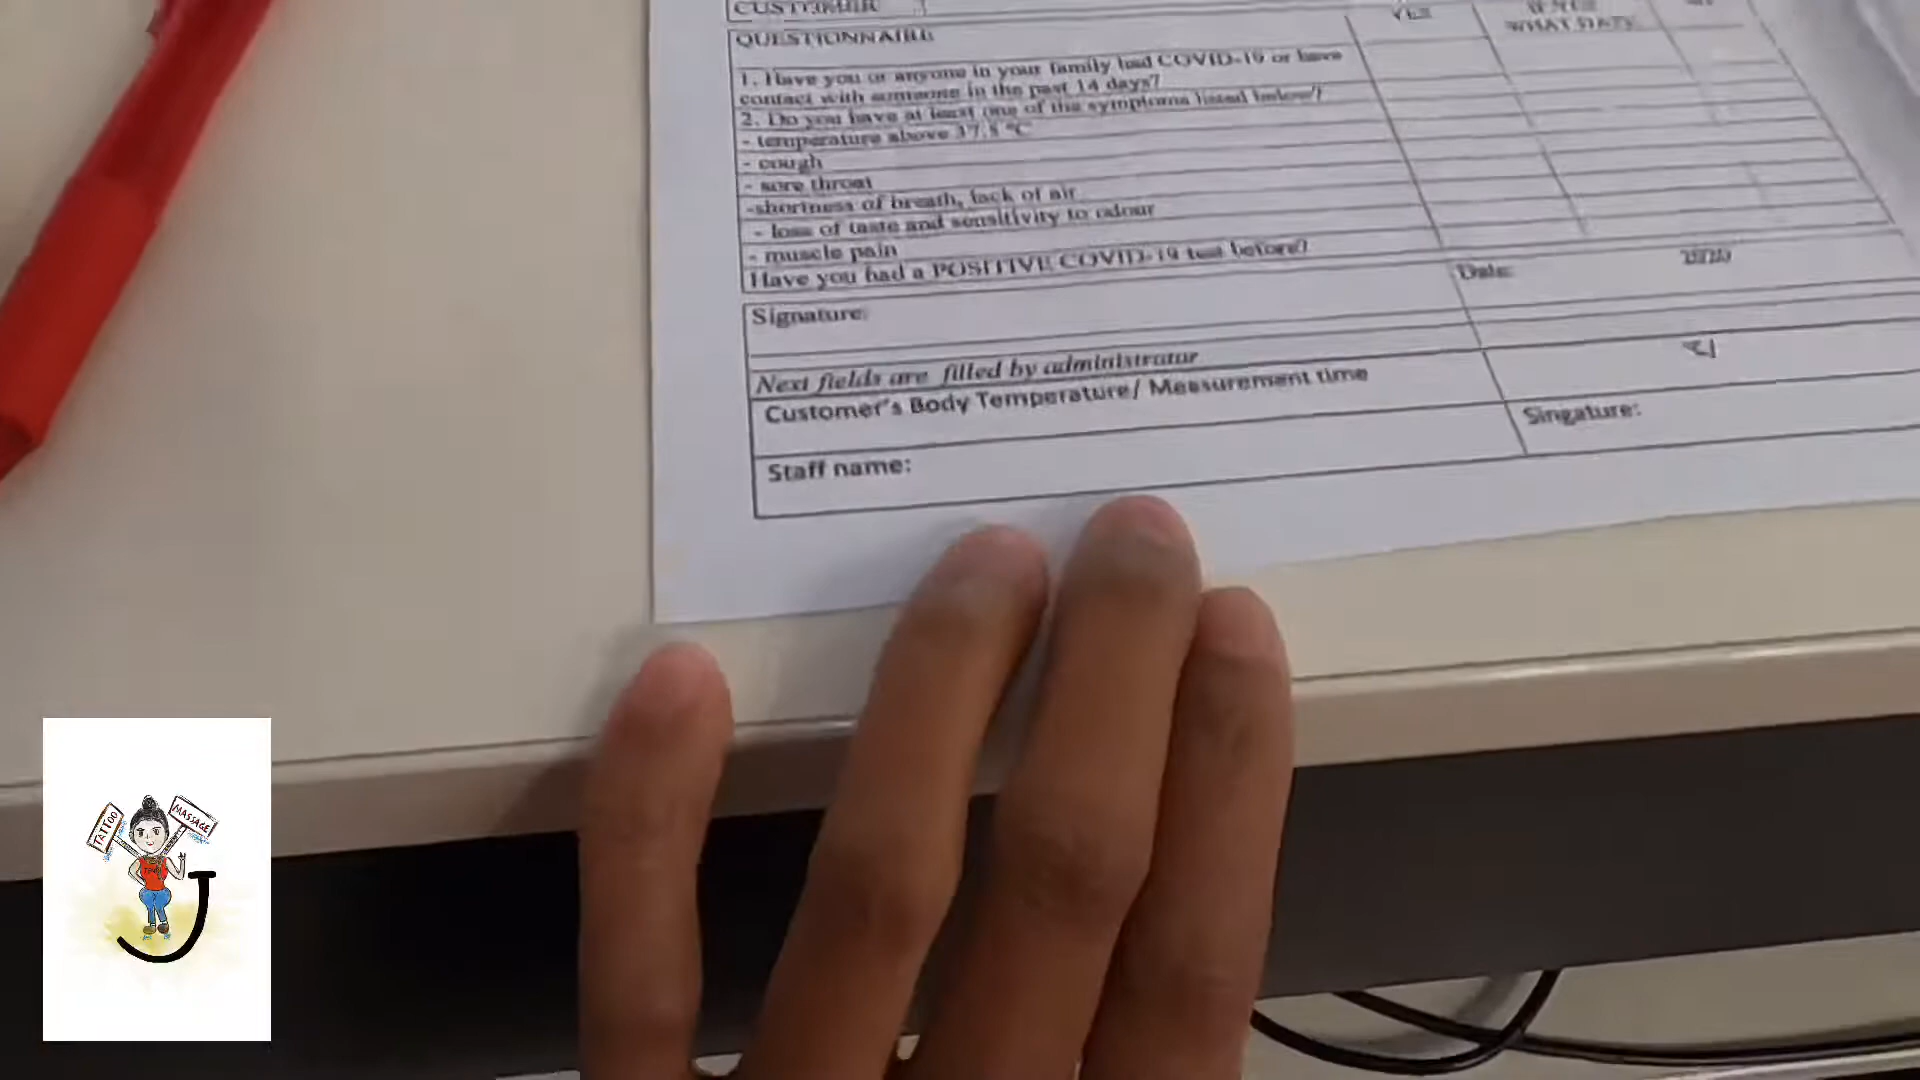 CUSTOMER
YES
IF YES
WHAT DATE
QUESTIONNAIRE
1. Have you or anyone in your family had COVID-19 or have
contact with someone in the past 14 days?
2. Do you have at least one of the symptoms listed below?
- temperature above 37.5 °C
- cough
- sore throat
-shortness of breath, lack of air
- loss of taste and sensitivity to odour
- muscle pain
Have you had a POSITIVE COVID-19 test before?
Signature:
Date:
2020
Next fields are filled by administrator
Customer's Body Temperature/ Measurement time
Staff name:
Singature:
TATTOO
MASSAGE
J